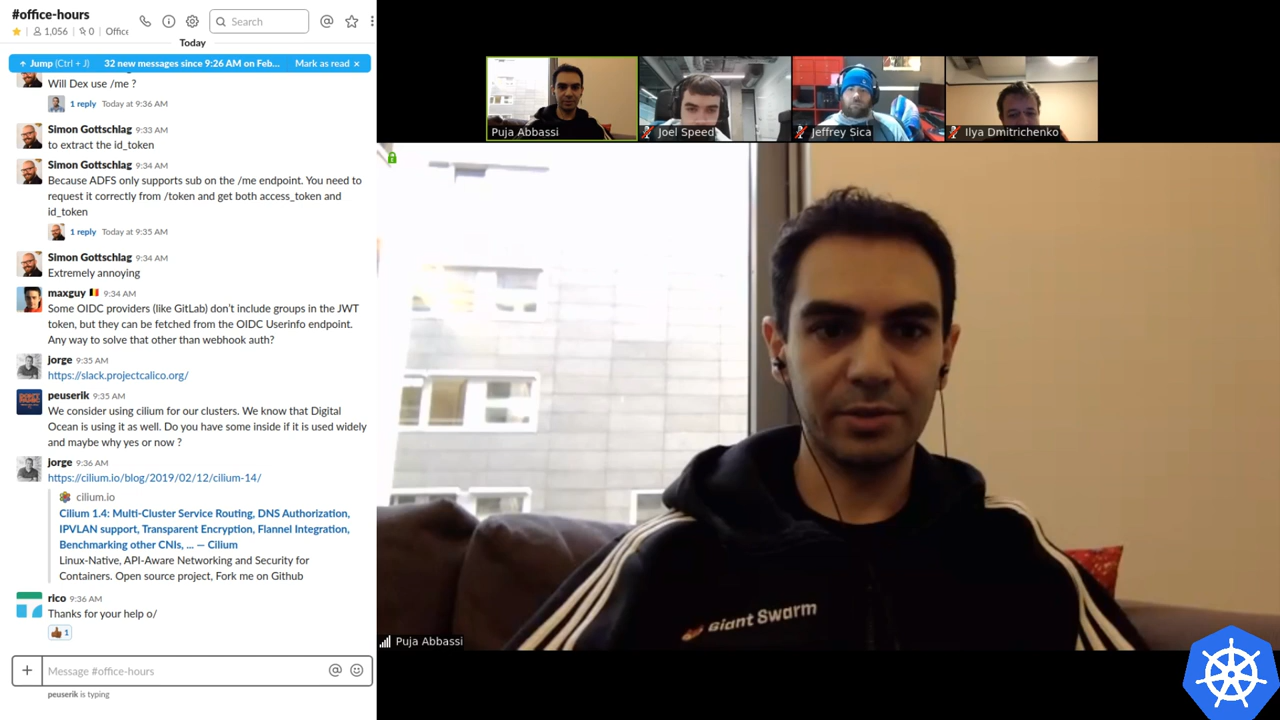 #office-hours
1,056
0
Office
Search
Today
Jump (Ctrl + J)
32 new messages since 9:26 AM on Feb...
Mark as read ×
Will Dex use /me ?
1 reply Today at 9:36 AM
Simon Gottschlag 9:33 AM
to extract the id_token
Simon Gottschlag 9:34 AM
Because ADFS only supports sub on the /me endpoint. You need to
request it correctly from /token and get both access_token and
id_token
1 reply Today at 9:35 AM
Simon Gottschlag 9:34 AM
Extremely annoying
maxguy 9:34 AM
Some OIDC providers (like GitLab) don't include groups in the JWT
token, but they can be fetched from the OIDC Userinfo endpoint.
Any way to solve that other than webhook auth?
jorge 9:35 AM
https://slack.projectcalico.org/
peuserik 9:35 AM
We consider using cilium for our clusters. We know that Digital
Ocean is using it as well. Do you have some inside if it is used widely
and maybe why yes or now ?
jorge 9:36 AM
https://cilium.io/blog/2019/02/12/cilium-14/
cilium.io
Cilium 1.4: Multi-Cluster Service Routing, DNS Authorization,
IPVLAN support, Transparent Encryption, Flannel Integration,
Benchmarking other CNIs, ... — Cilium
Linux-Native, API-Aware Networking and Security for
Containers. Open source project, Fork me on Github
rico 9:36 AM
Thanks for your help o/
1
Message #office-hours
peuserik is typing
Puja Abbassi
Joel Speed
Jeffrey Sica
Ilya Dmitrichenko
Giant Swarm
Puja Abbassi